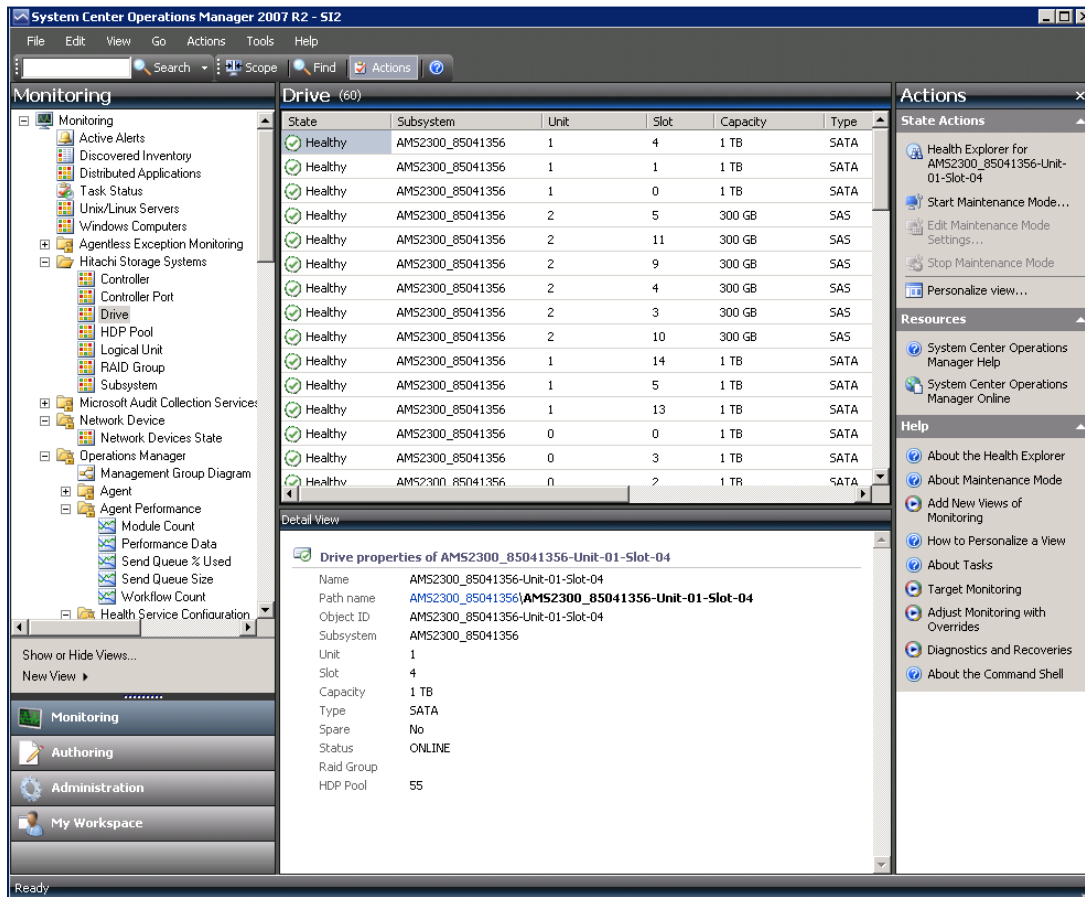 System Center Operations Manager 2007 R2 - SI2
File Edit View Go Actions Tools Help
Search Scope Find Actions
Monitoring
Monitoring
Active Alerts
Discovered Inventory
Distributed Applications
Task Status
Unix/Linux Servers
Windows Computers
Agentless Exception Monitoring
Hitachi Storage Systems
Controller
Controller Port
Drive
HDP Pool
Logical Unit
RAID Group
Subsystem
Microsoft Audit Collection Services
Network Device
Network Devices State
Operations Manager
Management Group Diagram
Agent
Agent Performance
Module Count
Performance Data
Send Queue % Used
Send Queue Size
Workflow Count
Health Service Configuration
Show or Hide Views...
New View
Monitoring
Authoring
Administration
My Workspace
Drive (60)
State Subsystem Unit Slot Capacity Type
Healthy AMS2300_85041356 1 4 1 TB SATA
Healthy AMS2300_85041356 1 1 1 TB SATA
Healthy AMS2300_85041356 1 0 1 TB SATA
Healthy AMS2300_85041356 2 5 300 GB SAS
Healthy AMS2300_85041356 2 11 300 GB SAS
Healthy AMS2300_85041356 2 9 300 GB SAS
Healthy AMS2300_85041356 2 4 300 GB SAS
Healthy AMS2300_85041356 2 3 300 GB SAS
Healthy AMS2300_85041356 2 10 300 GB SAS
Healthy AMS2300_85041356 1 14 1 TB SATA
Healthy AMS2300_85041356 1 5 1 TB SATA
Healthy AMS2300_85041356 1 13 1 TB SATA
Healthy AMS2300_85041356 0 0 1 TB SATA
Healthy AMS2300_85041356 0 3 1 TB SATA
Healthy AMS2300_85041356 0 2 1 TB SATA
Detail View
Drive properties of AMS2300_85041356-Unit-01-Slot-04
Name AMS2300_85041356-Unit-01-Slot-04
Path name AMS2300_85041356\AMS2300_85041356-Unit-01-Slot-04
Object ID AMS2300_85041356-Unit-01-Slot-04
Subsystem AMS2300_85041356
Unit 1
Slot 4
Capacity 1 TB
Type SATA
Spare No
Status ONLINE
Raid Group
HDP Pool 55
Actions
State Actions
Health Explorer for
AMS2300_85041356-Unit-
01-Slot-04
Start Maintenance Mode...
Edit Maintenance Mode
Settings...
Stop Maintenance Mode
Personalize view...
Resources
System Center Operations
Manager Help
System Center Operations
Manager Online
Help
About the Health Explorer
About Maintenance Mode
Add New Views of
Monitoring
How to Personalize a View
About Tasks
Target Monitoring
Adjust Monitoring with
Overrides
Diagnostics and Recoveries
About the Command Shell
Ready